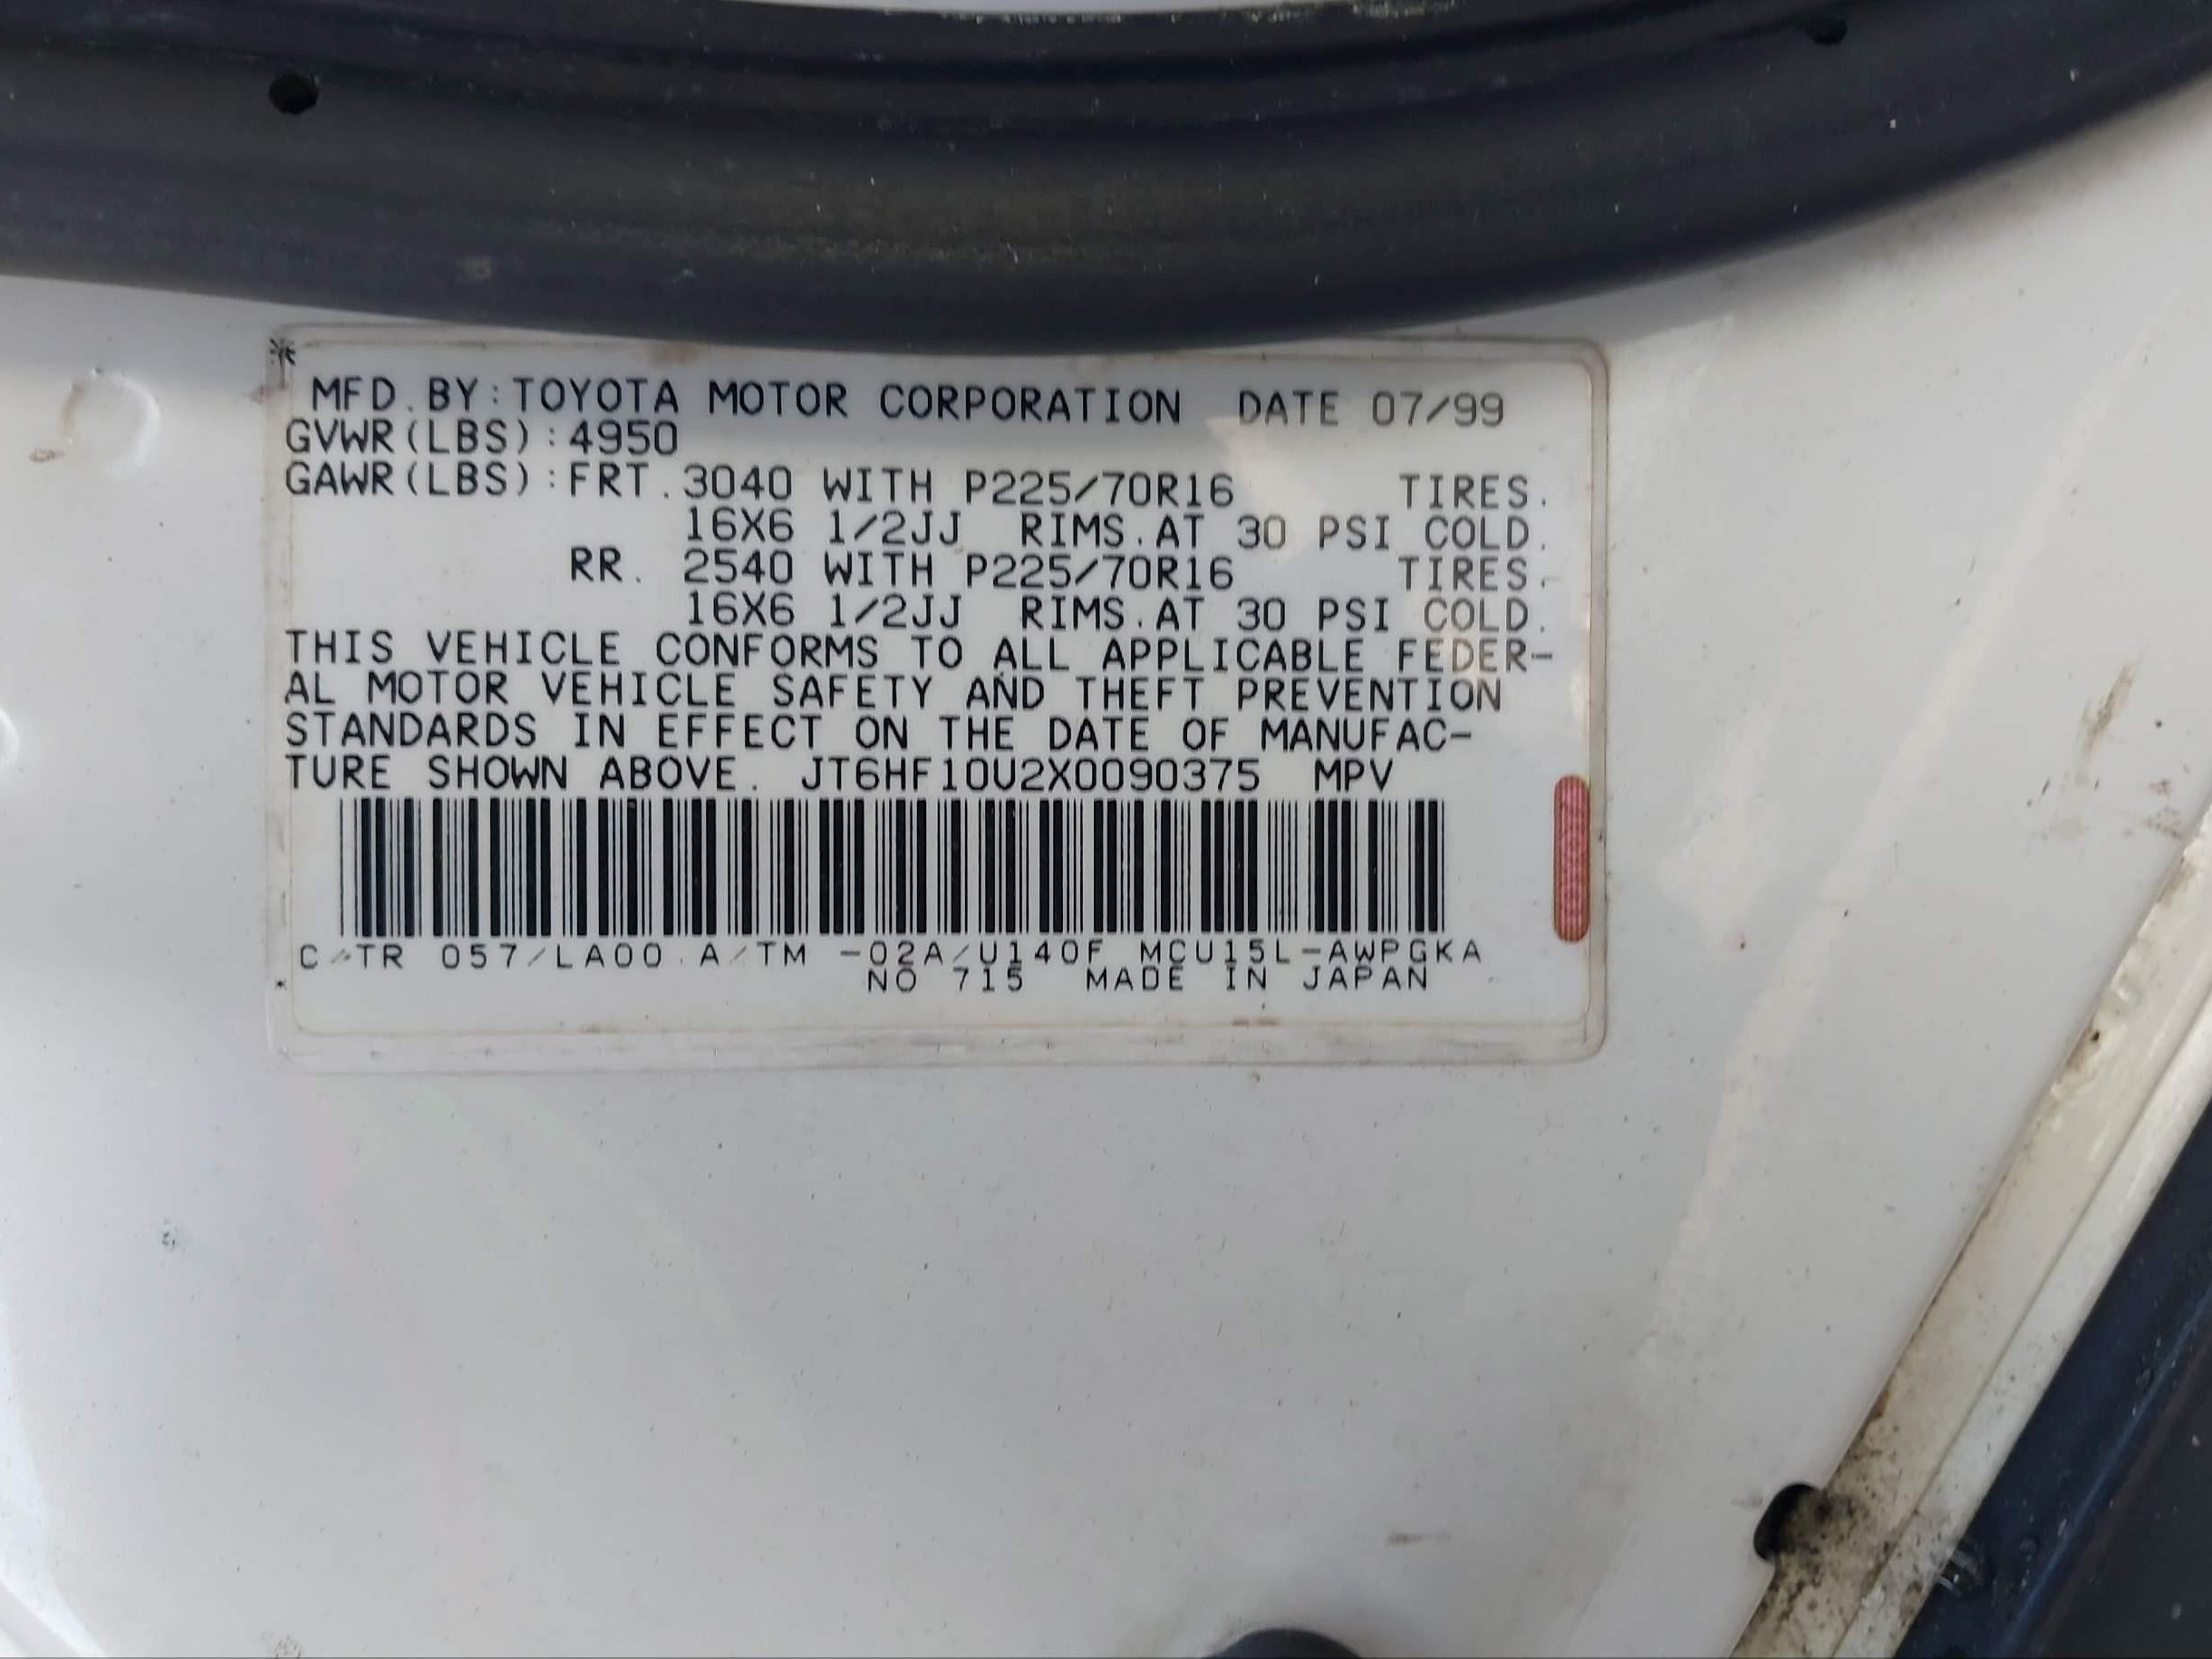 MFD.BY:TOYOTA MOTOR CORPORATION DATE 07/99
GVWR(LBS):4950
GAWR(LBS):FRT.3040 WITH P225/70R16 TIRES.
16X6 1/2JJ RIMS.AT 30 PSI COLD.
RR. 2540 WITH P225/70R16 TIRES.
16X6 1/2JJ RIMS.AT 30 PSI COLD.
THIS VEHICLE CONFORMS TO ALL APPLICABLE FEDER-
AL MOTOR VEHICLE SAFETY AND THEFT PREVENTION
STANDARDS IN EFFECT ON THE DATE OF MANUFAC-
TURE SHOWN ABOVE. JT6HF10U2X0090375 MPV
C/TR 057/LA00 A/TM -02A/U140F MCU15L-AWPGKA
NO 715 MADE IN JAPAN